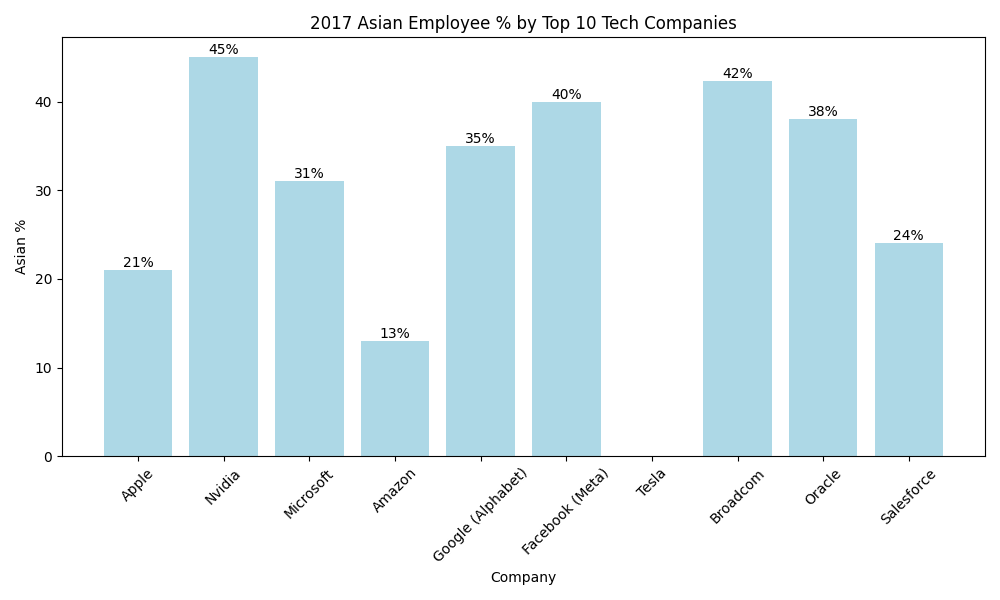 2017 Asian Employee % by Top 10 Tech Companies
Asian %
40
30
20
10
0
21%
45%
31%
13%
35%
40%
42%
38%
24%
Apple
Nvidia
Microsoft
Amazon
Google (Alphabet)
Facebook (Meta)
Tesla
Broadcom
Oracle
Salesforce
Company